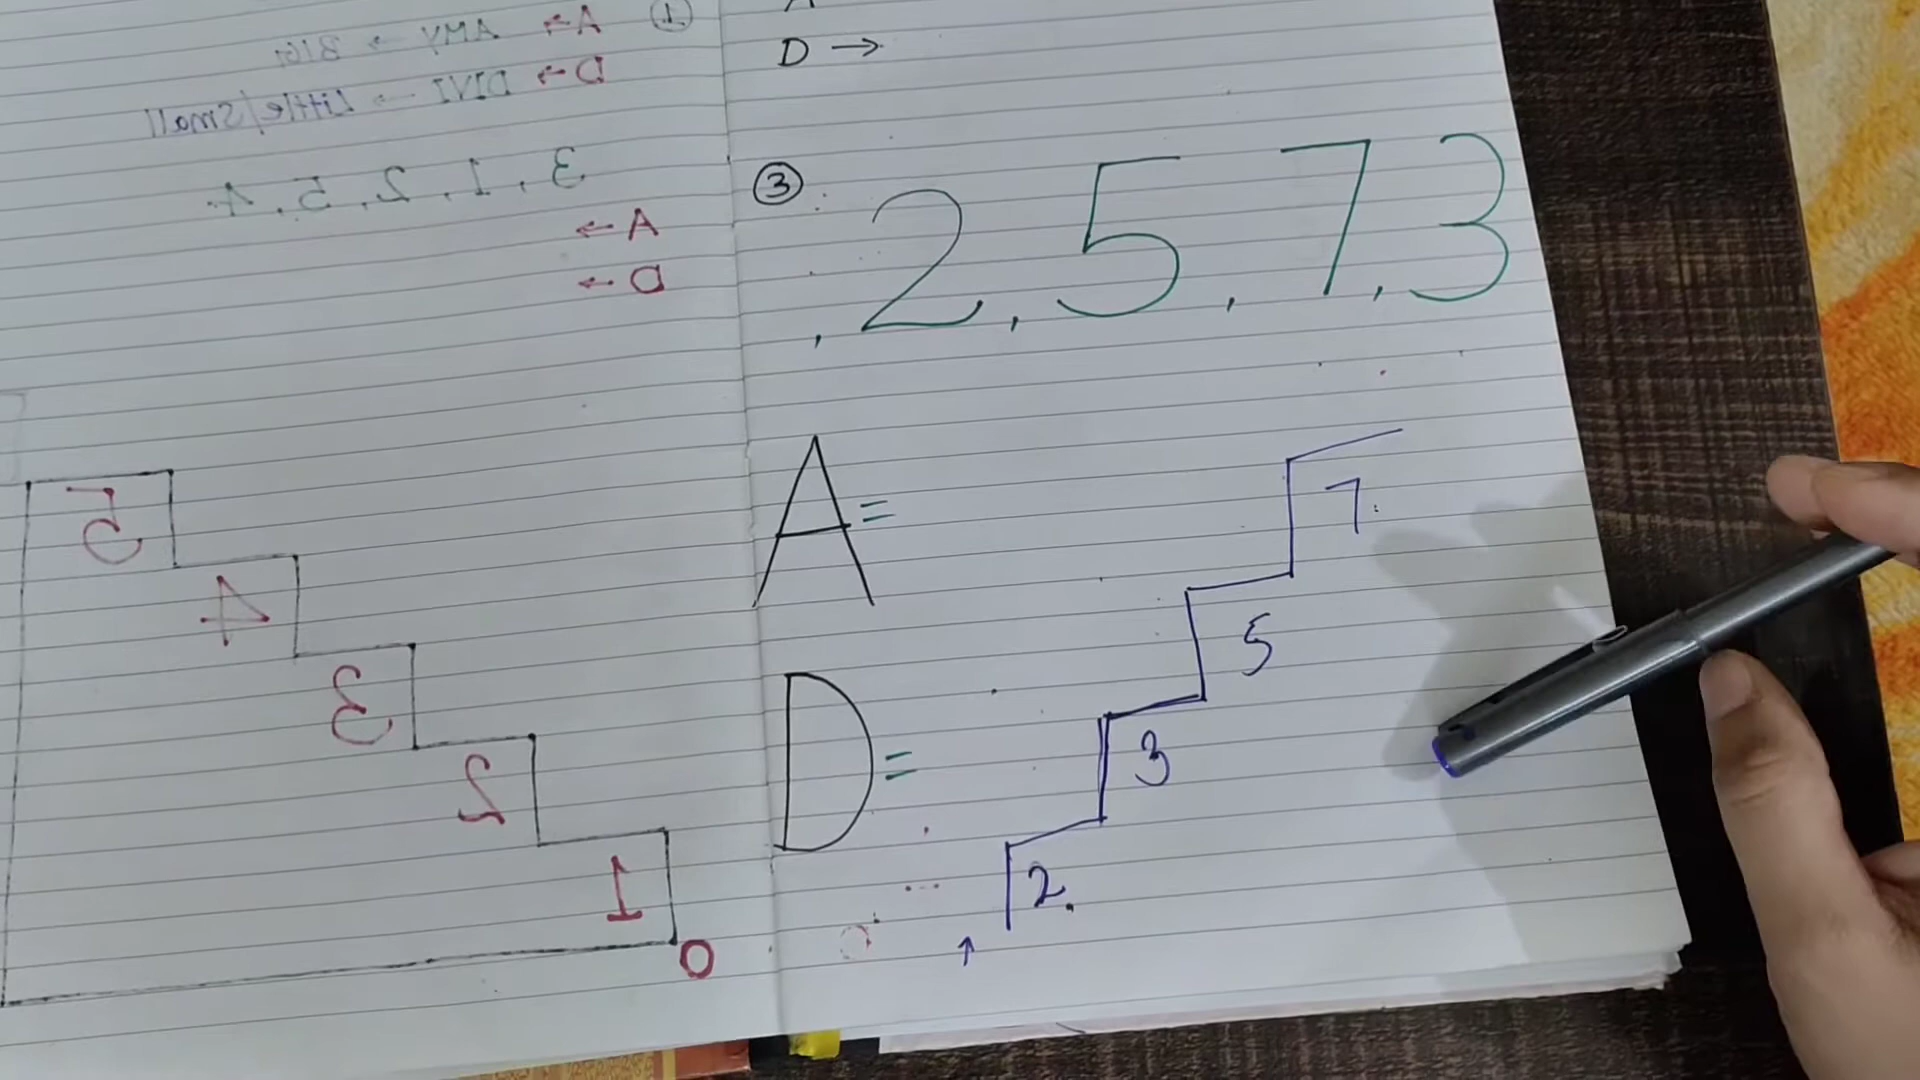 ① A→ AMY → BIG
D→ DIVI → Little/Small
3, 1, 2, 5, 4
A →
D →
5
4
3
2
1
0
D →
③ , 2, 5, 7, 3
A =
D =
7
5
3
2
↑